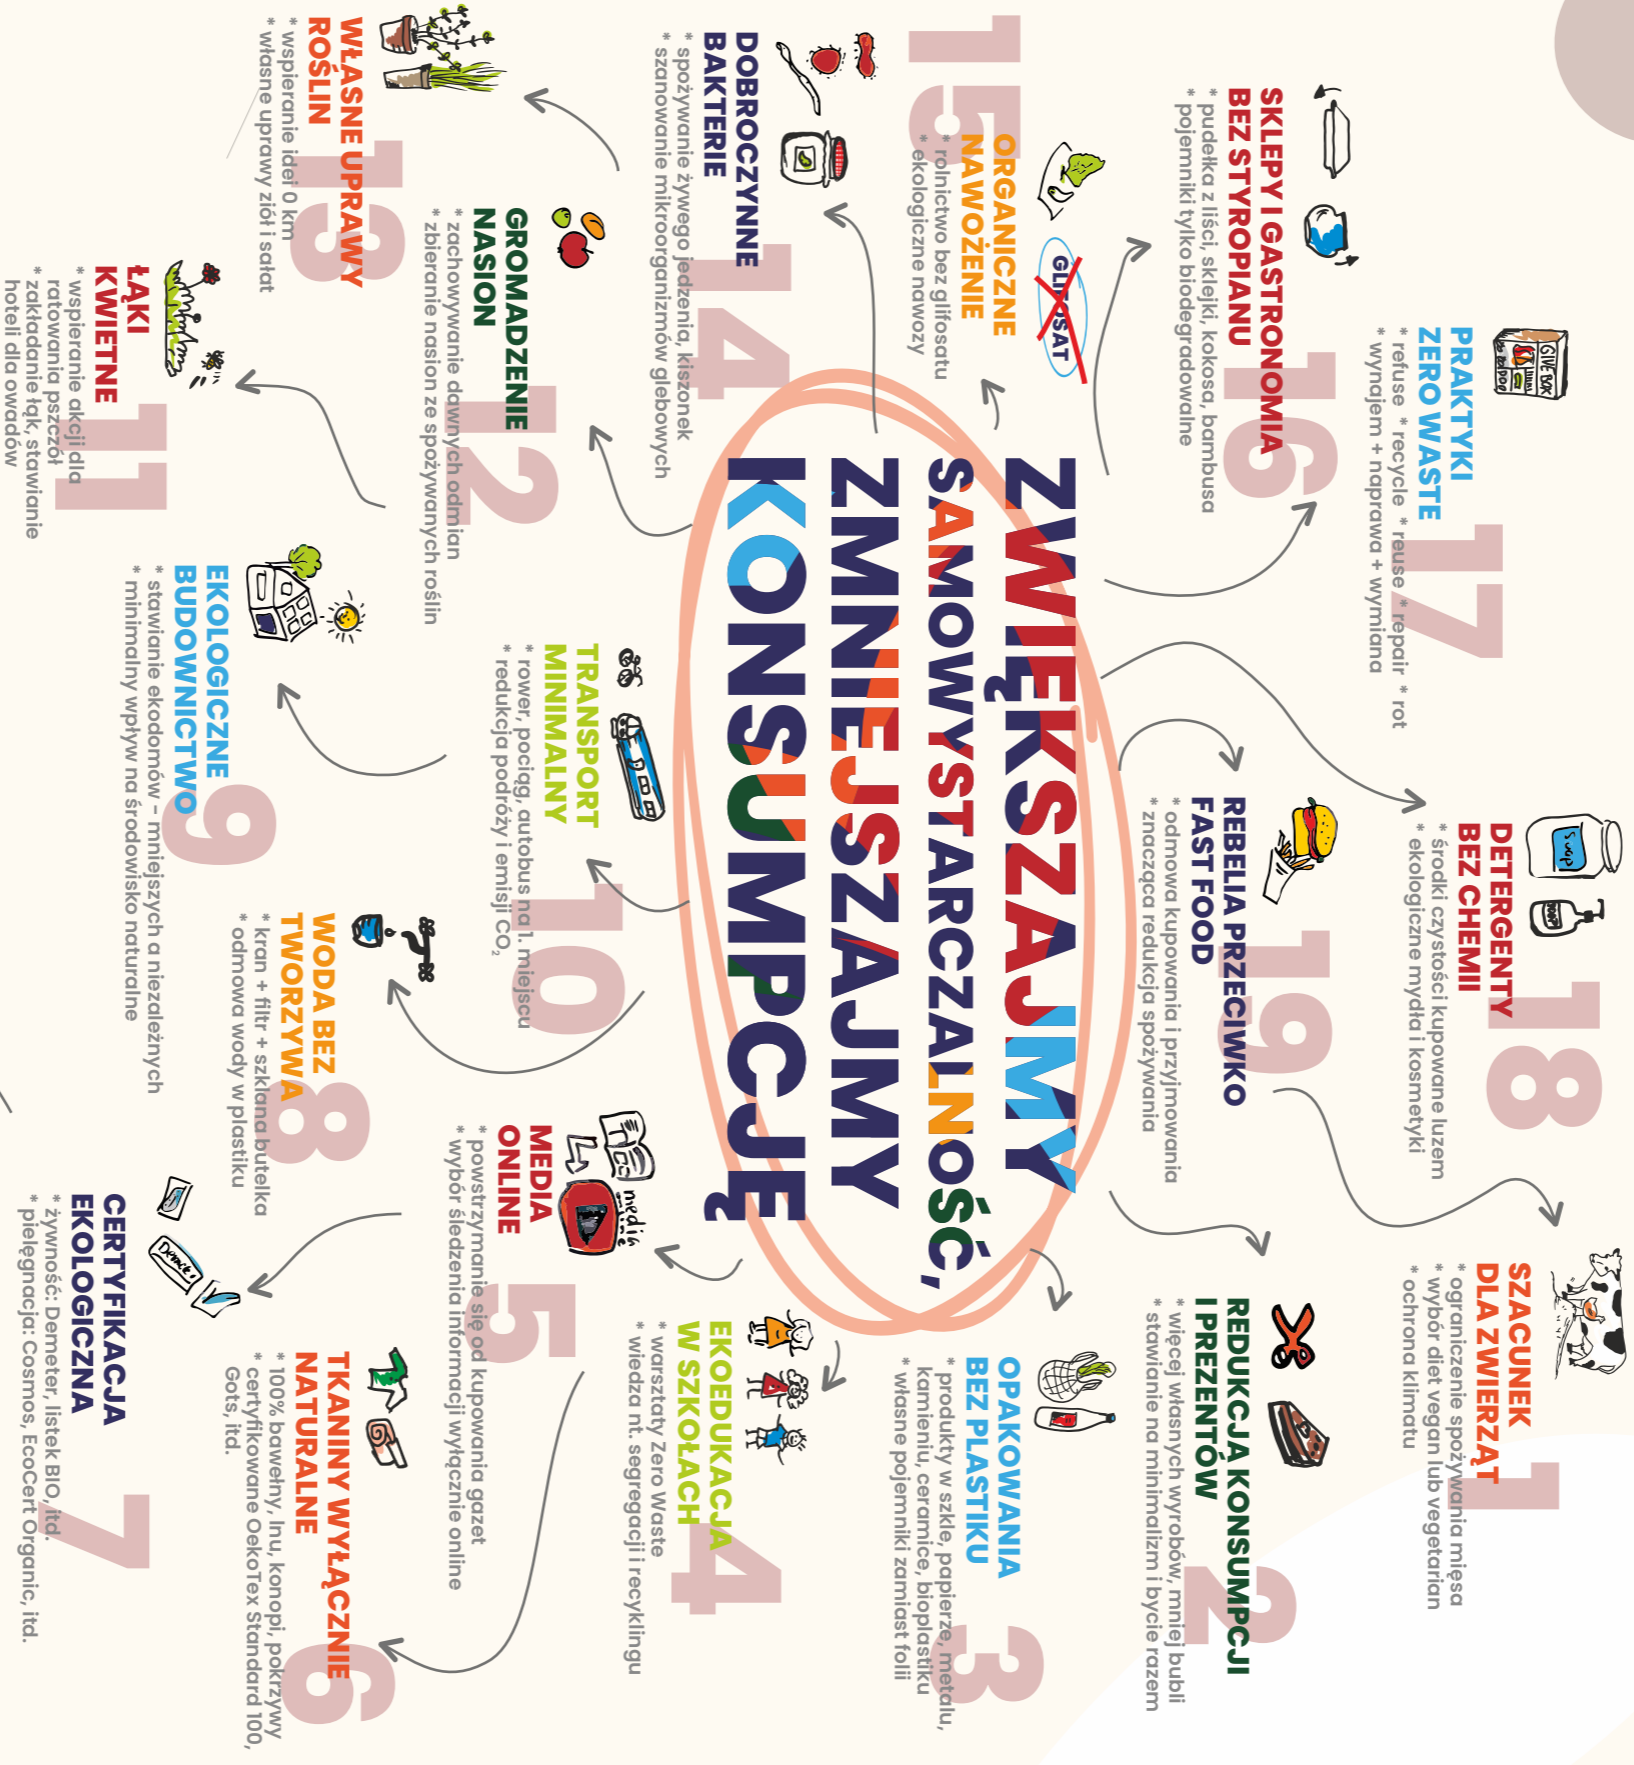 ZWIĘKSZAJMY
SAMOWYSTARCZALNOŚĆ,
ZMNIEJSZAJMY
KONSUMPCJĘ
1
SZACUNEK
DLA ZWIERZĄT
* ograniczenie spożywania mięsa
* wybór diet vegan lub vegetarian
* ochrona klimatu
2
REDUKCJA KONSUMPCJI
I PREZENTÓW
* więcej własnych wyrobów, mniej bubli
* stawianie na minimalizm i bycie razem
3
OPAKOWANIA
BEZ PLASTIKU
* produkty w szkle, papierze, metalu,
kamieniu, ceramice, bioplastiku
* własne pojemniki zamiast folii
4
EKOEDUKACJA
W SZKOŁACH
* warsztaty Zero Waste
* wiedza nt. segregacji i recyklingu
5
media
online
MEDIA
ONLINE
* powstrzymanie się od kupowania gazet
* wybór śledzenia informacji wyłącznie online
6
TKANINY WYŁĄCZNIE
NATURALNE
* 100% bawełny, lnu, konopi, pokrzywy
* certyfikowane OekoTex Standard 100,
Gots, itd.
7
Demeter
CERTYFIKACJA
EKOLOGICZNA
* żywność: Demeter, listek BIO, itd.
* pielęgnacja: Cosmos, EcoCert Organic, itd.
8
WODA BEZ
TWORZYWA
* kran + filtr + szklana butelka
* odmowa wody w plastiku
9
EKOLOGICZNE
BUDOWNICTWO
* stawianie ekodomów – mniejszych a niezależnych
* minimalny wpływ na środowisko naturalne
10
TRANSPORT
MINIMALNY
* rower, pociąg, autobus na 1. miejscu
* redukcja podróży i emisji CO₂
11
ŁĄKI
KWIETNE
* wspieranie akcji dla
ratowania pszczół
* zakładanie łąk, stawianie
hoteli dla owadów
12
GROMADZENIE
NASION
* zachowywanie dawnych odmian
* zbieranie nasion ze spożywanych roślin
13
WŁASNE UPRAWY
ROŚLIN
* wspieranie idei 0 km
* własne uprawy ziół i sałat
14
DOBROCZYNNE
BAKTERIE
* spożywanie żywego jedzenia, kiszonek
* szanowanie mikroorganizmów glebowych
15
GLIFOSAT
ORGANICZNE
NAWOŻENIE
* rolnictwo bez glifosatu
* ekologiczne nawozy
16
SKLEPY I GASTRONOMIA
BEZ STYROPIANU
* pudełka z liści, sklejki, kokosa, bambusa
* pojemniki tylko biodegradowalne
17
GIVE BOX
PRAKTYKI
ZERO WASTE
* refuse * recycle * reuse * repair * rot
* wynajem + naprawa + wymiana
18
Soap
SOAP
DETERGENTY
BEZ CHEMII
* środki czystości kupowane luzem
* ekologiczne mydła i kosmetyki
19
REBELIA PRZECIWKO
FAST FOOD
* odmowa kupowania i przyjmowania
* znacząca redukcja spożywania